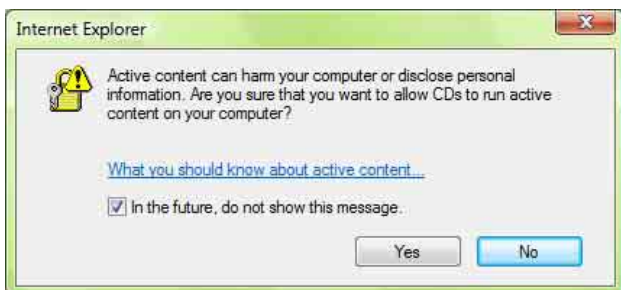 Internet Explorer
Active content can harm your computer or disclose personal
information. Are you sure that you want to allow CDs to run active
content on your computer?
What you should know about active content...
In the future, do not show this message.
Yes No